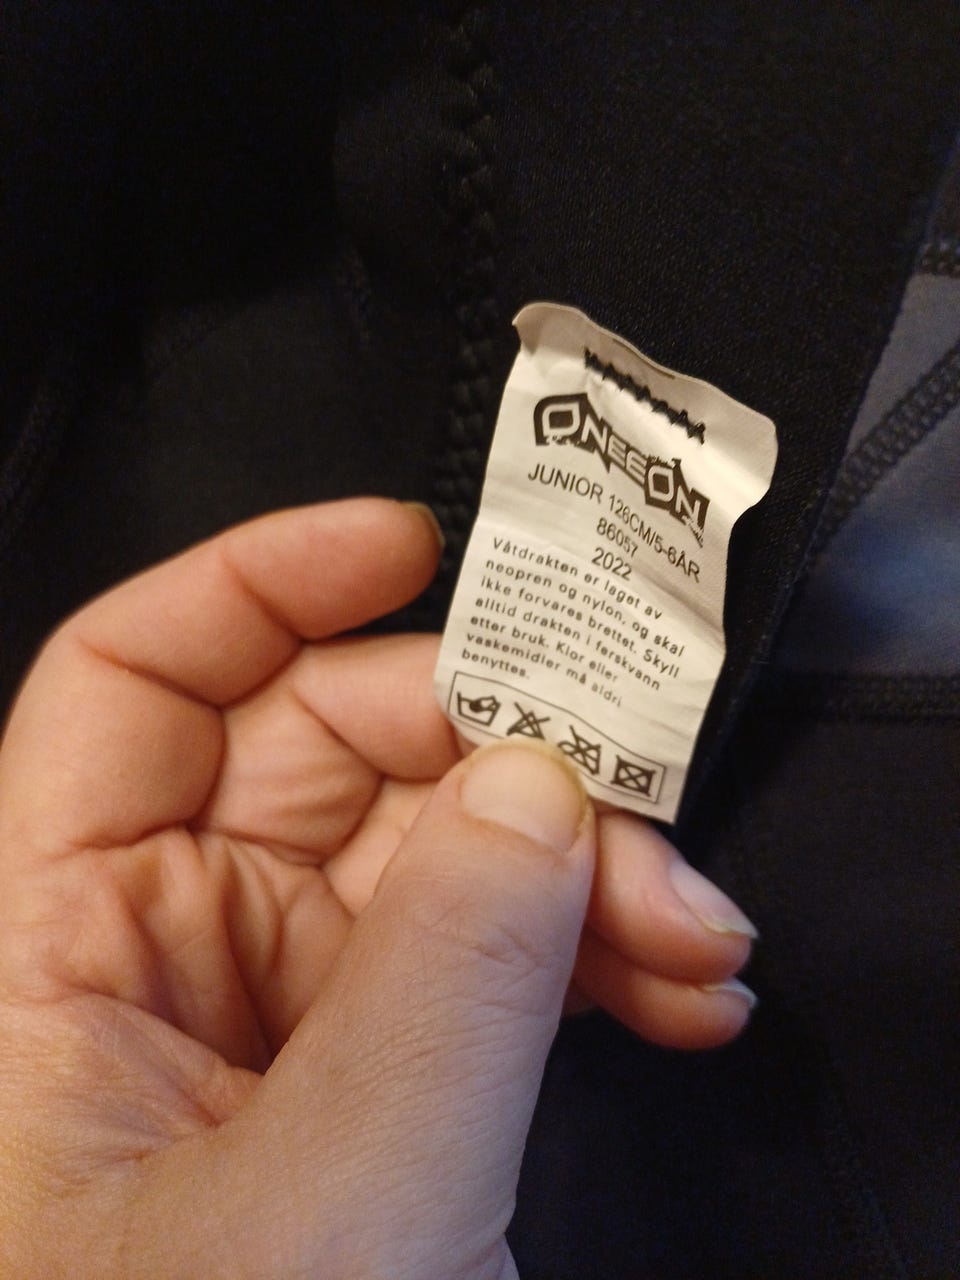 ONEEON
JUNIOR 126CM/5-6ÅR
86057
2022
Våtdrakten er laget av
neopren og nylon, og skal
ikke forvares brettet. Skyll
alltid drakten i ferskvann
etter bruk. Klor eller
vaskemidler må aldri
benyttes.